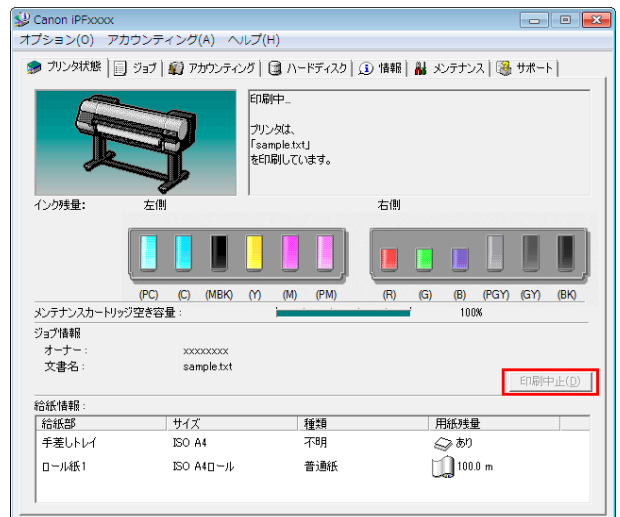 Canon iPFxxxx
オプション(O) アカウンティング(A) ヘルプ(H)
プリンタ状態 ジョブ アカウンティング ハードディスク 情報 メンテナンス サポート
印刷中...
プリンタは、
「sample.txt」
を印刷しています。
インク残量: 左側 右側
(PC) (C) (MBK) (Y) (M) (PM) (R) (G) (B) (PGY) (GY) (BK)
メンテナンスカートリッジ空き容量: 100%
ジョブ情報
オーナー: xxxxxxxx
文書名: sample.txt
印刷中止(D)
給紙情報:
給紙部 サイズ 種類 用紙残量
手差しトレイ ISO A4 不明 あり
ロール紙1 ISO A4ロール 普通紙 100.0 m